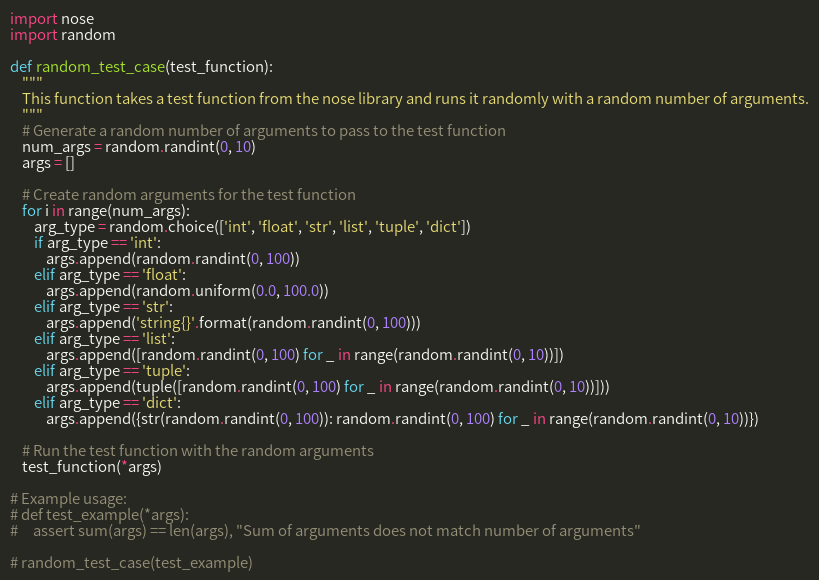 import nose
import random

def random_test_case(test_function):
    """
    This function takes a test function from the nose library and runs it randomly with a random number of arguments.
    """
    # Generate a random number of arguments to pass to the test function
    num_args = random.randint(0, 10)
    args = []

    # Create random arguments for the test function
    for i in range(num_args):
        arg_type = random.choice(['int', 'float', 'str', 'list', 'tuple', 'dict'])
        if arg_type == 'int':
            args.append(random.randint(0, 100))
        elif arg_type == 'float':
            args.append(random.uniform(0.0, 100.0))
        elif arg_type == 'str':
            args.append('string{}'.format(random.randint(0, 100)))
        elif arg_type == 'list':
            args.append([random.randint(0, 100) for _ in range(random.randint(0, 10))])
        elif arg_type == 'tuple':
            args.append(tuple([random.randint(0, 100) for _ in range(random.randint(0, 10))]))
        elif arg_type == 'dict':
            args.append({str(random.randint(0, 100)): random.randint(0, 100) for _ in range(random.randint(0, 10))})

    # Run the test function with the random arguments
    test_function(*args)

# Example usage:
# def test_example(*args):
#     assert sum(args) == len(args), "Sum of arguments does not match number of arguments"

# random_test_case(test_example)